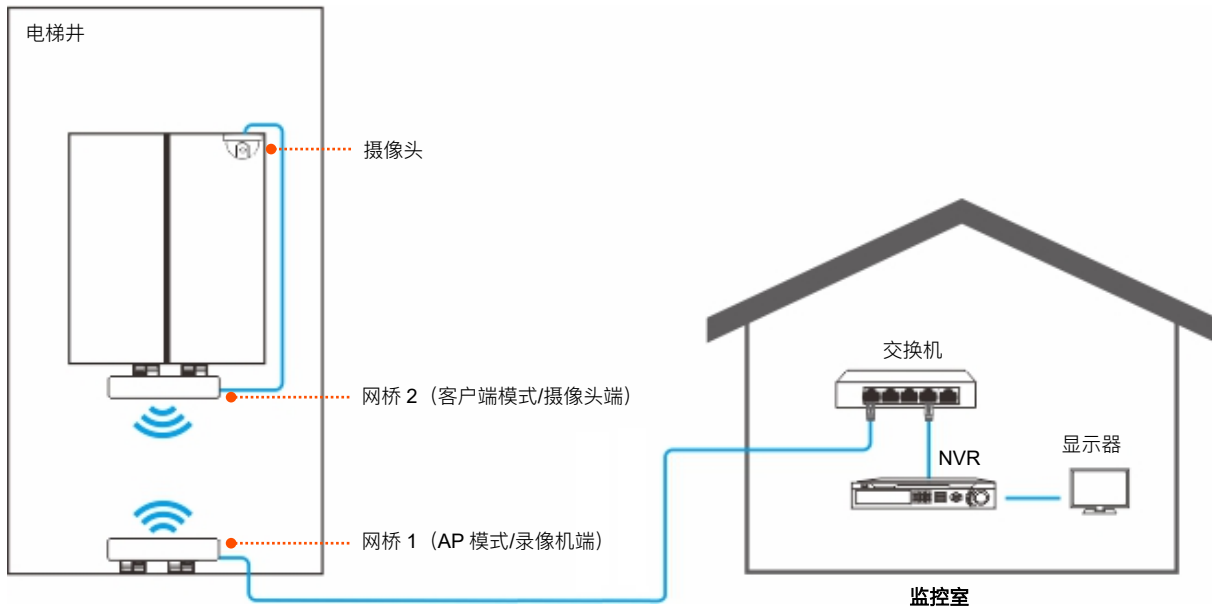 电梯井
摄像头
网桥 2（客户端模式/摄像头端）
网桥 1（AP 模式/录像机端）
交换机
NVR
显示器
监控室